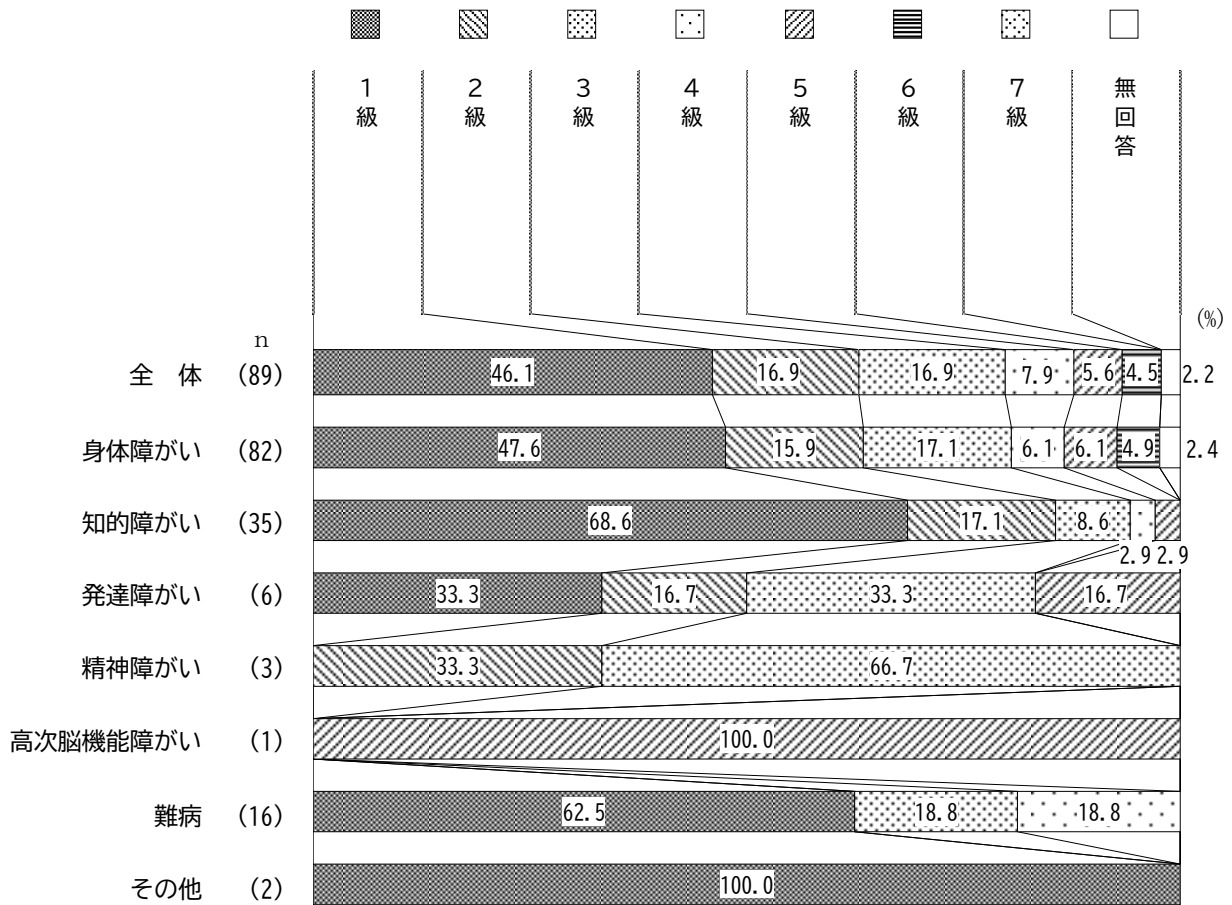 1級
2級
3級
4級
5級
6級
7級
無回答
(%)
n
全 体 (89) 46.1 16.9 16.9 7.9 5.6 4.5 2.2
身体障がい (82) 47.6 15.9 17.1 6.1 6.1 4.9 2.4
知的障がい (35) 68.6 17.1 8.6 2.9 2.9
発達障がい (6) 33.3 16.7 33.3 16.7
精神障がい (3) 33.3 66.7
高次脳機能障がい (1) 100.0
難病 (16) 62.5 18.8 18.8
その他 (2) 100.0